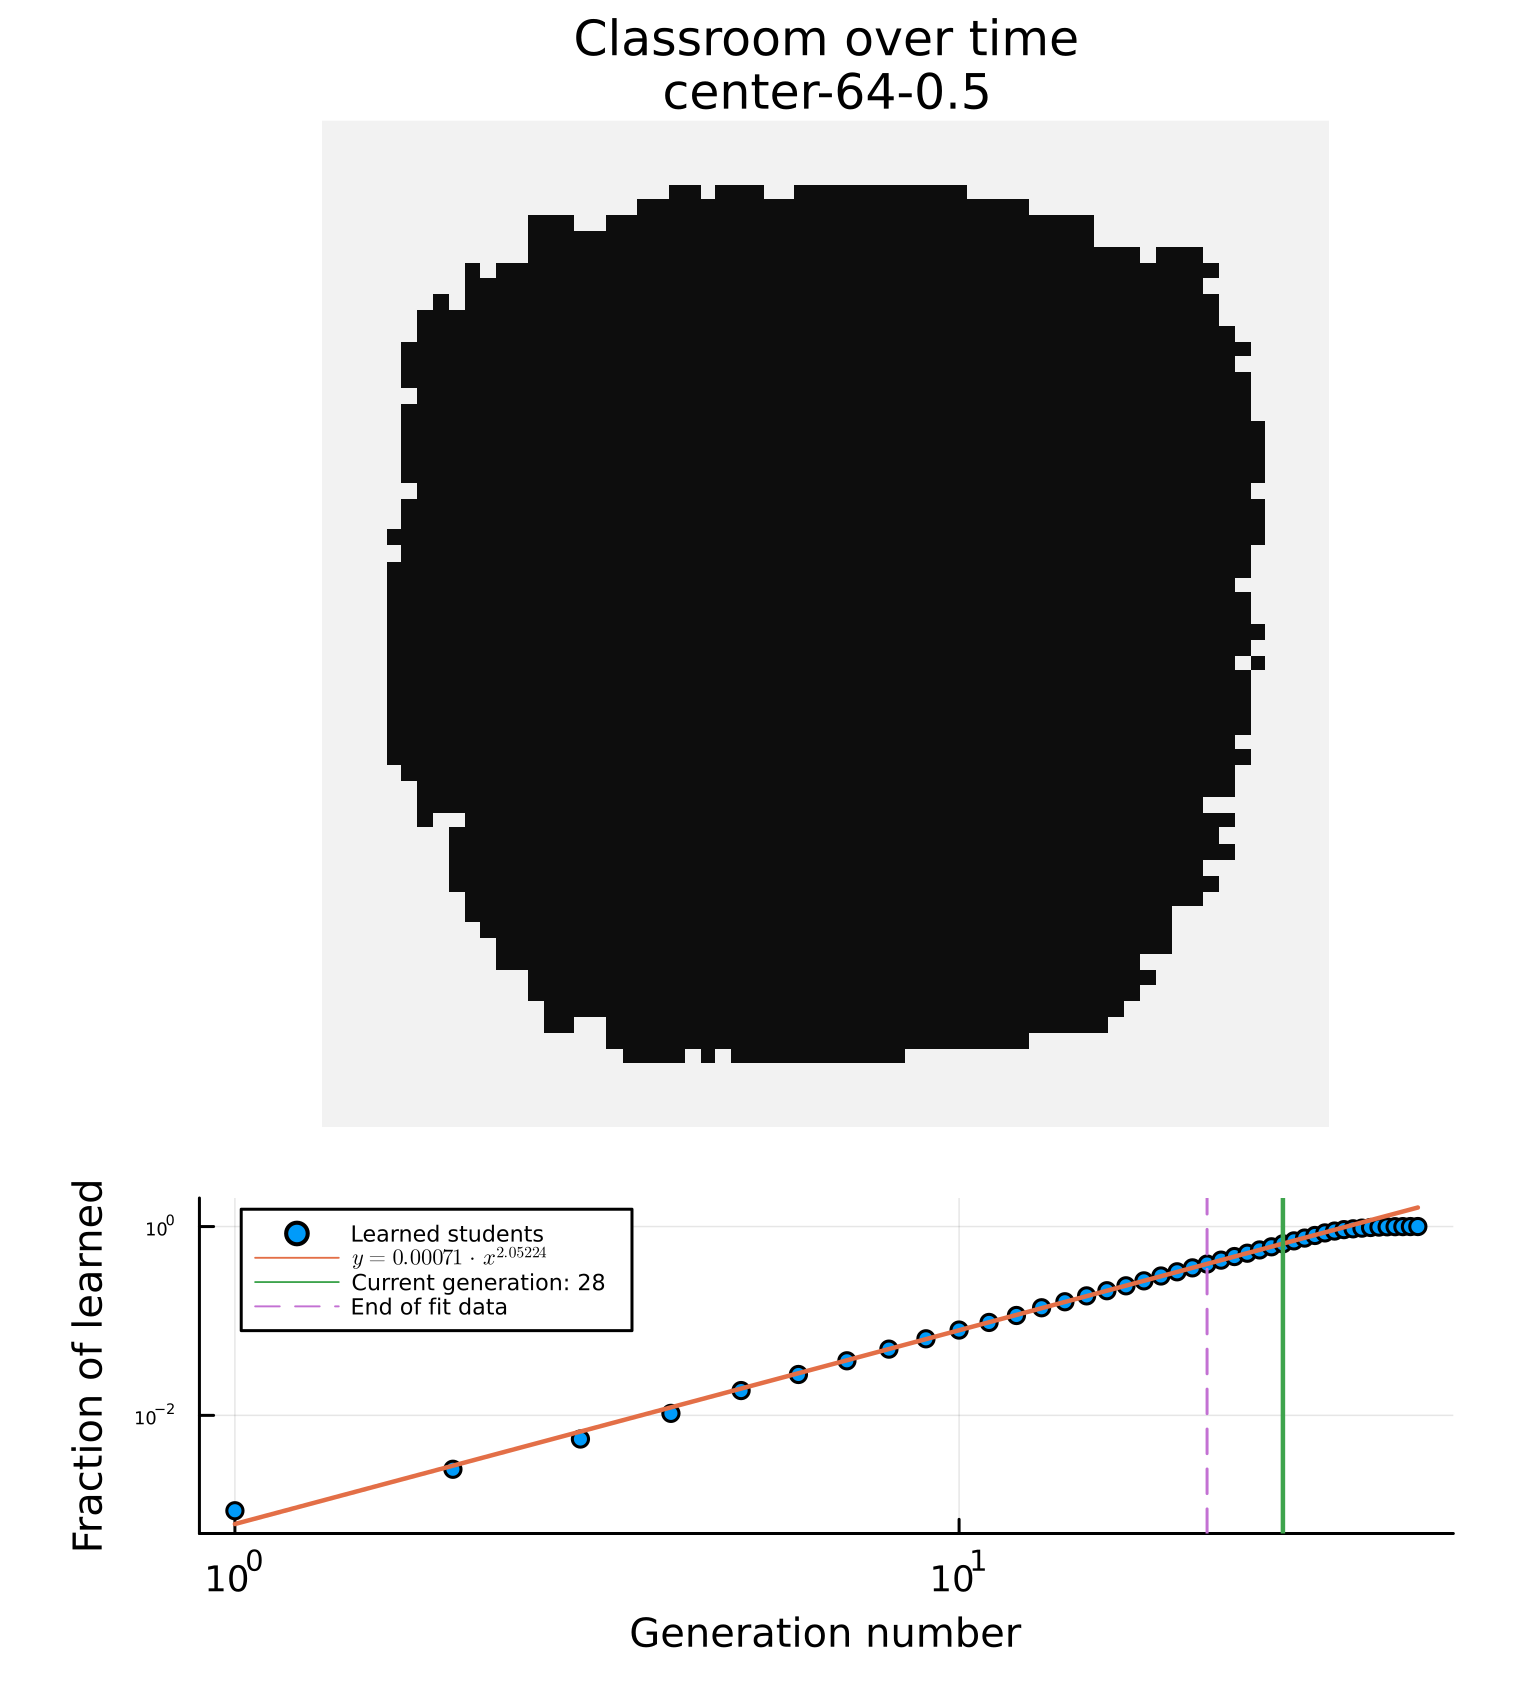 Classroom over time
center-64-0.5
Fraction of learned
10^0
10^-2
Learned students
y = 0.00071 · x^2.05224
Current generation: 28
End of fit data
10^0
10^1
Generation number